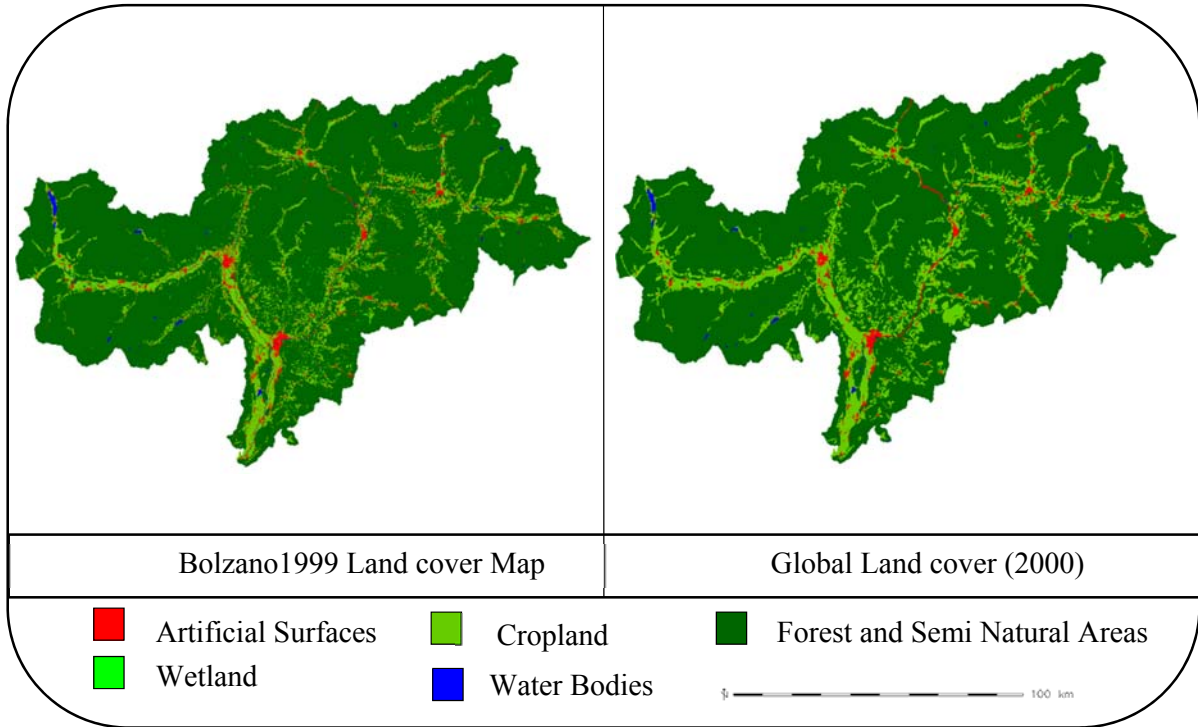 Bolzano1999 Land cover Map
Global Land cover (2000)
Artificial Surfaces
Cropland
Forest and Semi Natural Areas
Wetland
Water Bodies
100 km